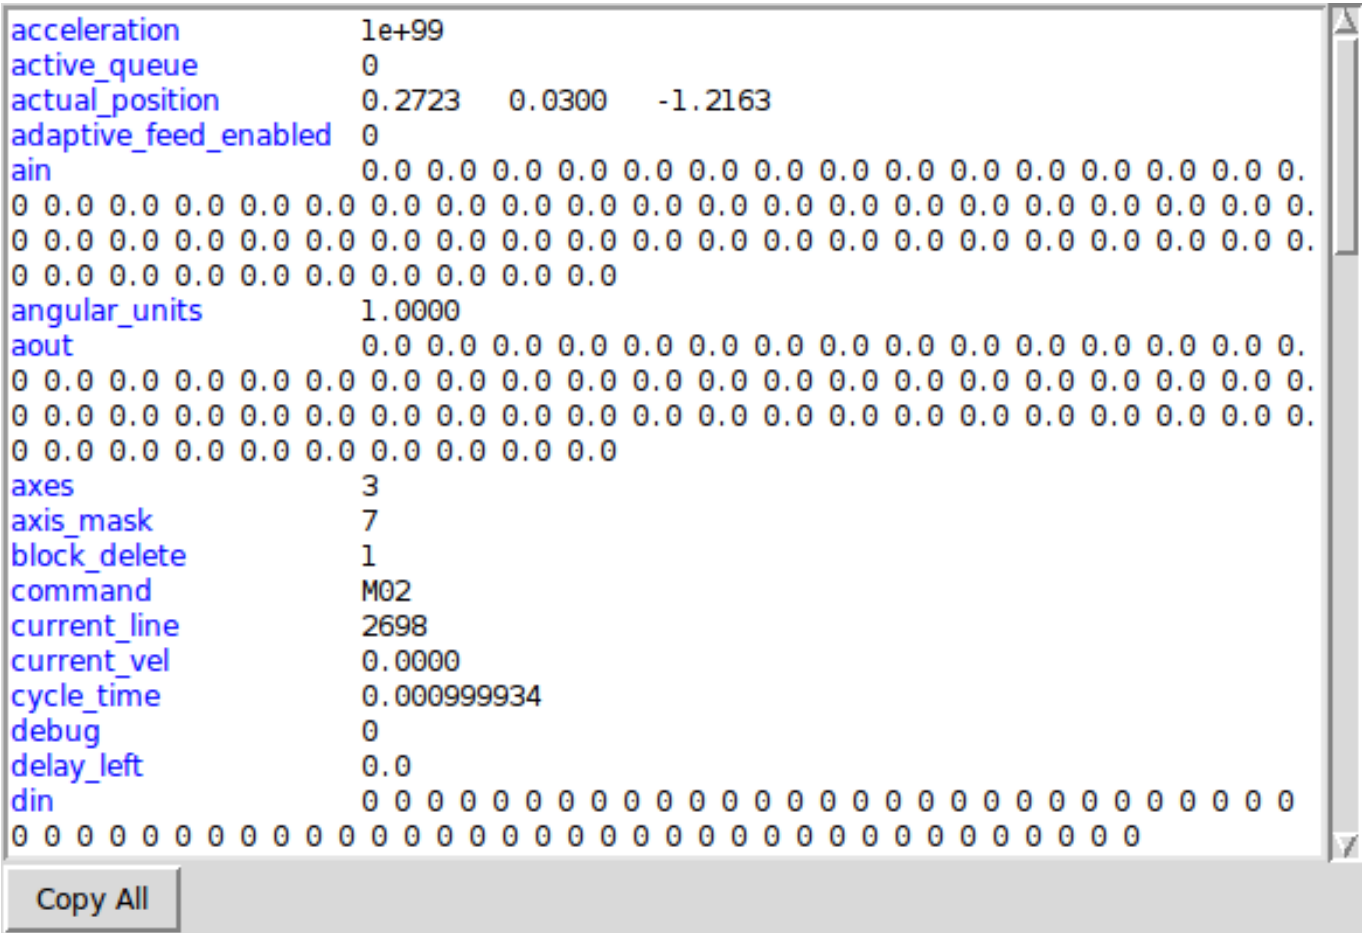 acceleration 1e+99
active_queue 0
actual_position 0.2723 0.0300 -1.2163
adaptive_feed_enabled 0
ain 0.0 0.0 0.0 0.0 0.0 0.0 0.0 0.0 0.0 0.0 0.0 0.0 0.0 0.0 0.
0 0.0 0.0 0.0 0.0 0.0 0.0 0.0 0.0 0.0 0.0 0.0 0.0 0.0 0.0 0.0 0.0 0.0 0.0 0.0 0.
0 0.0 0.0 0.0 0.0 0.0 0.0 0.0 0.0 0.0 0.0 0.0 0.0 0.0 0.0 0.0 0.0 0.0 0.0 0.0 0.
0 0.0 0.0 0.0 0.0 0.0 0.0 0.0 0.0 0.0
angular_units 1.0000
aout 0.0 0.0 0.0 0.0 0.0 0.0 0.0 0.0 0.0 0.0 0.0 0.0 0.0 0.0 0.
0 0.0 0.0 0.0 0.0 0.0 0.0 0.0 0.0 0.0 0.0 0.0 0.0 0.0 0.0 0.0 0.0 0.0 0.0 0.0 0.
0 0.0 0.0 0.0 0.0 0.0 0.0 0.0 0.0 0.0 0.0 0.0 0.0 0.0 0.0 0.0 0.0 0.0 0.0 0.0 0.
0 0.0 0.0 0.0 0.0 0.0 0.0 0.0 0.0 0.0
axes 3
axis_mask 7
block_delete 1
command M02
current_line 2698
current_vel 0.0000
cycle_time 0.000999934
debug 0
delay_left 0.0
din 0 0 0 0 0 0 0 0 0 0 0 0 0 0 0 0 0 0 0 0 0 0 0 0 0 0 0 0 0
0 0 0 0 0 0 0 0 0 0 0 0 0 0 0 0 0 0 0 0 0 0 0 0 0 0 0 0 0 0 0 0 0 0 0
Copy All